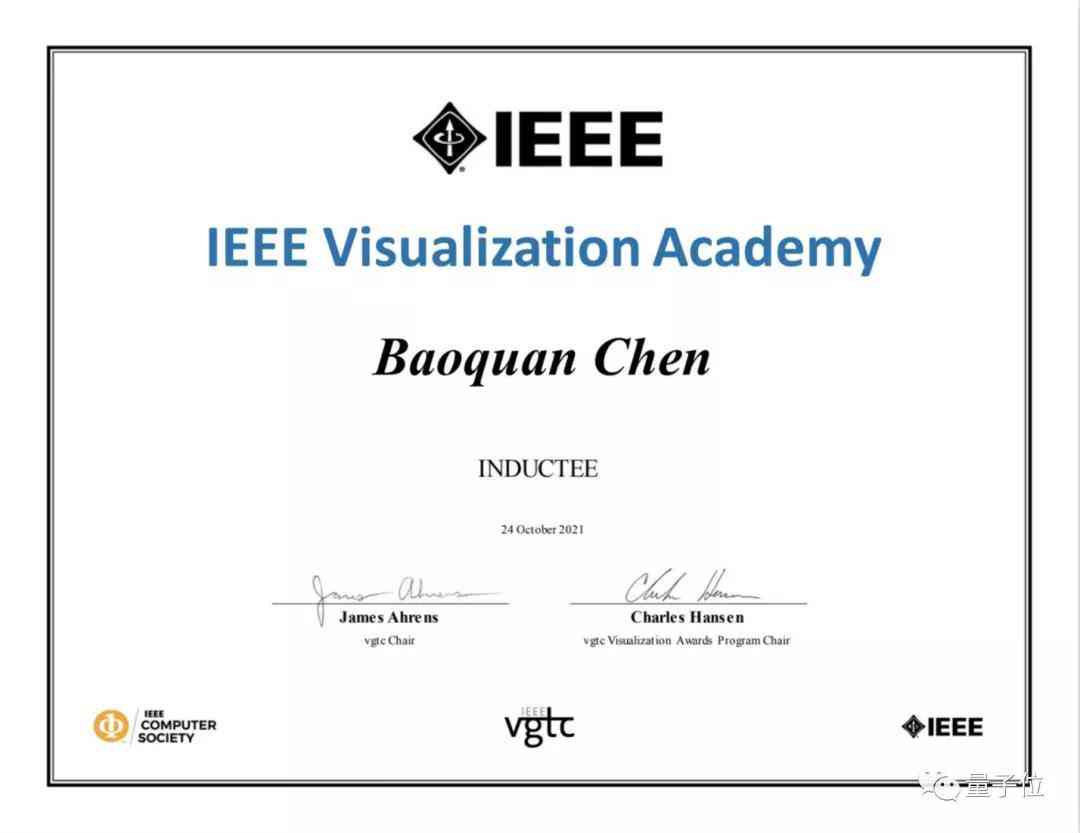 IEEE
IEEE Visualization Academy
Baoquan Chen
INDUCTEE
24 October 2021
James Ahrens
Charles Hansen
James Ahrens
Charles Hansen
vgtc Chair
vgtc Visualization Awards Program Chair
IEEE
COMPUTER
SOCIETY
IEEE
vgtc
IEEE
量子位